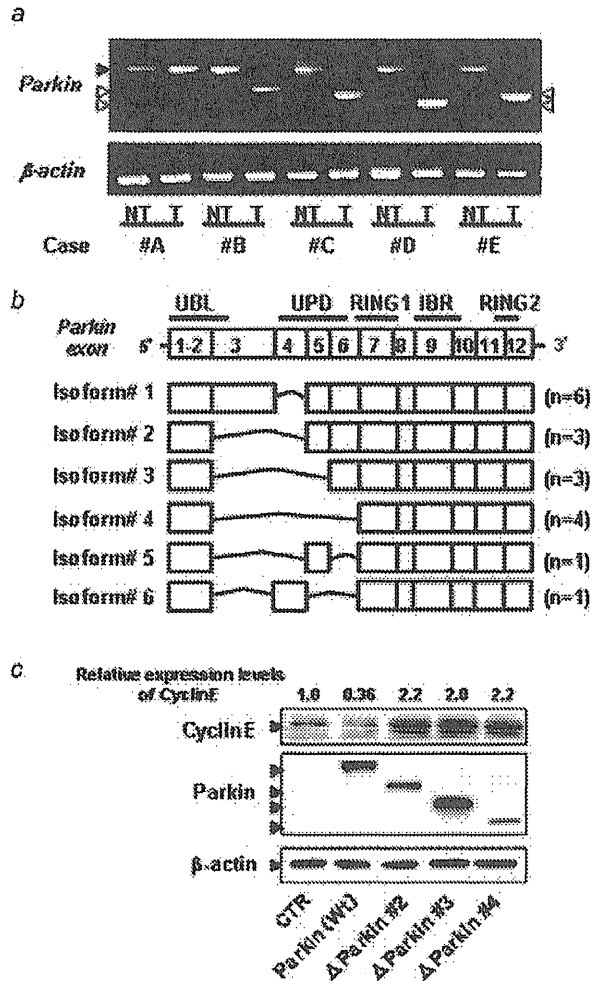 a
Parkin
β-actin
NT T NT T NT T NT T NT T
Case #A #B #C #D #E
b
UBL UPD RING1 IBR RING2
Parkin exon 5' 1-2 3 4 5 6 7 8 9 10 11 12 3'
Isoform# 1 (n=6)
Isoform# 2 (n=3)
Isoform# 3 (n=3)
Isoform# 4 (n=4)
Isoform# 5 (n=1)
Isoform# 6 (n=1)
c
Relative expression levels
of CyclinE 1.0 0.36 2.2 2.0 2.2
CyclinE
Parkin
β-actin
CTR Parkin (Wt) Δ Parkin #2 Δ Parkin #3 Δ Parkin #4